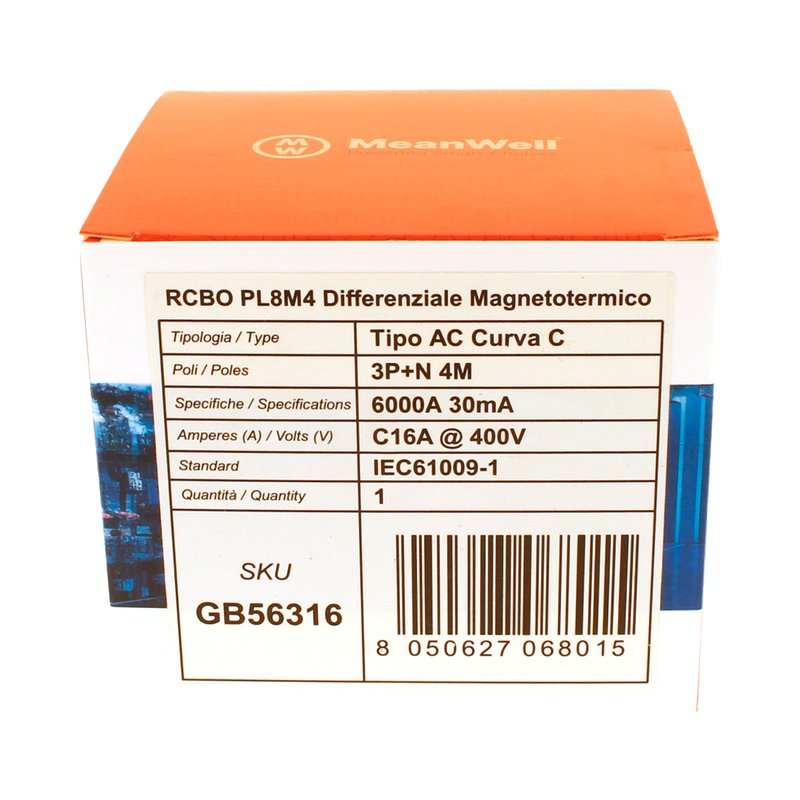 MW MeanWell
RCBO PL8M4 Differenziale Magnetotermico
Tipologia / Type Tipo AC Curva C
Poli / Poles 3P+N 4M
Specifiche / Specifications 6000A 30mA
Amperes (A) / Volts (V) C16A @ 400V
Standard IEC61009-1
Quantità / Quantity 1
SKU
GB56316
8 050627 068015